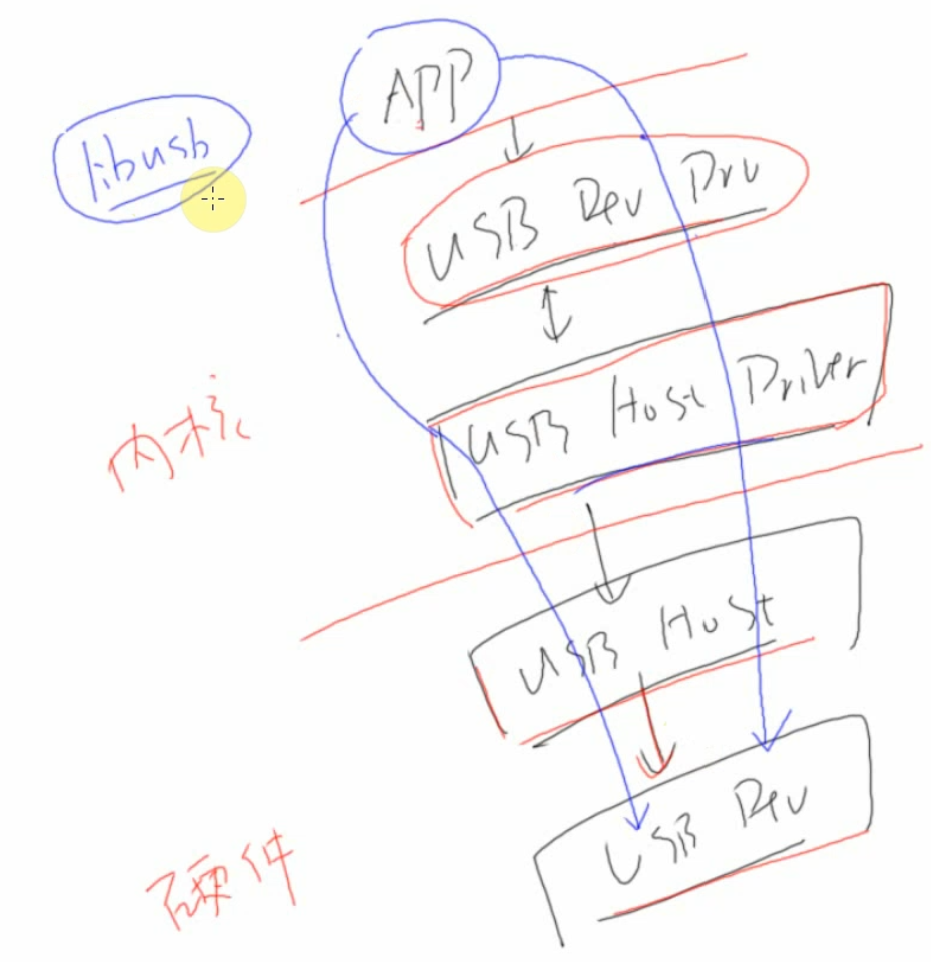 APP
libusb
USB Dev Drv
USB Host Driver
内核
USB Host
USB Dev
硬件